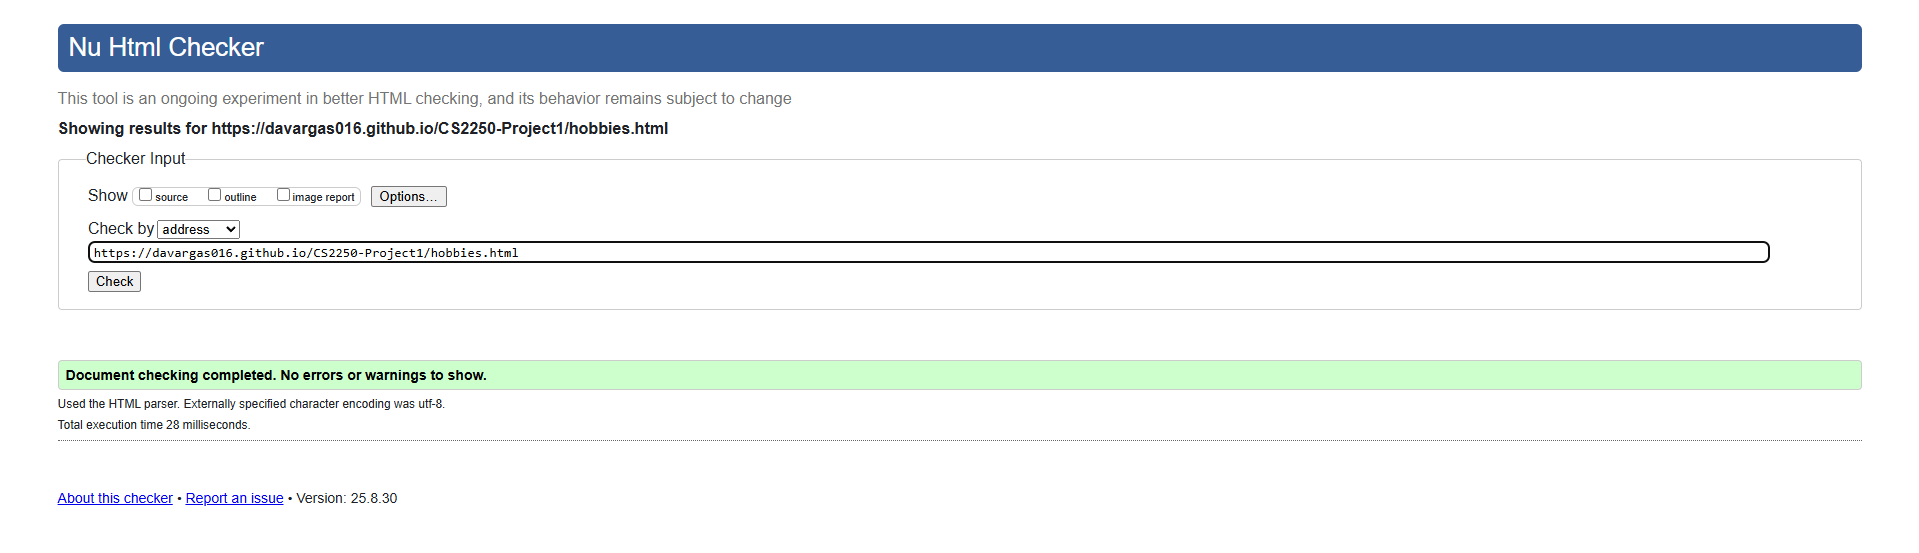 Nu Html Checker
This tool is an ongoing experiment in better HTML checking, and its behavior remains subject to change
Showing results for https://davargas016.github.io/CS2250-Project1/hobbies.html
Checker Input
Show source outline image report Options...
Check by address
https://davargas016.github.io/CS2250-Project1/hobbies.html
Check
Document checking completed. No errors or warnings to show.
Used the HTML parser. Externally specified character encoding was utf-8.
Total execution time 28 milliseconds.
About this checker • Report an issue • Version: 25.8.30